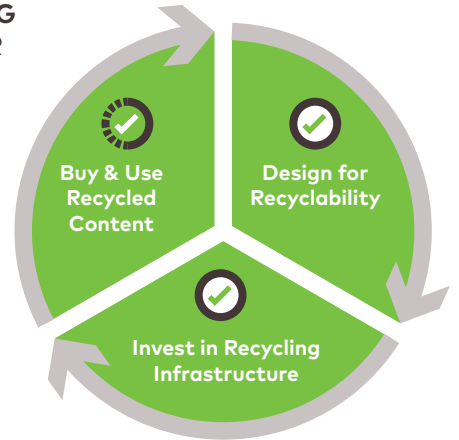 G
R
Buy & Use
Recycled
Content
Design for
Recyclability
Invest in Recycling
Infrastructure